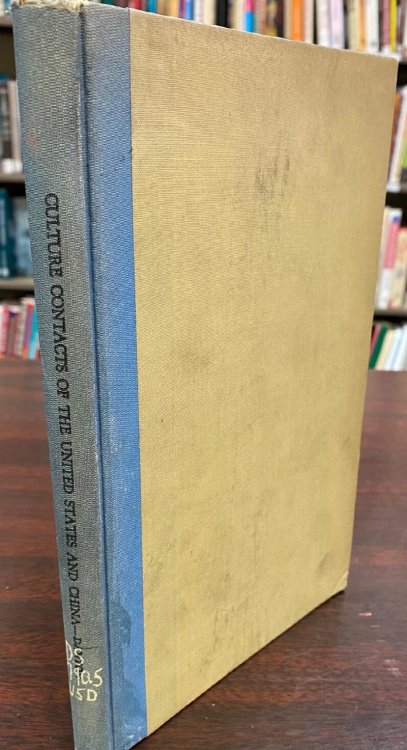 CULTURE CONTACTS OF THE UNITED STATES AND CHINA—
DS
U5D